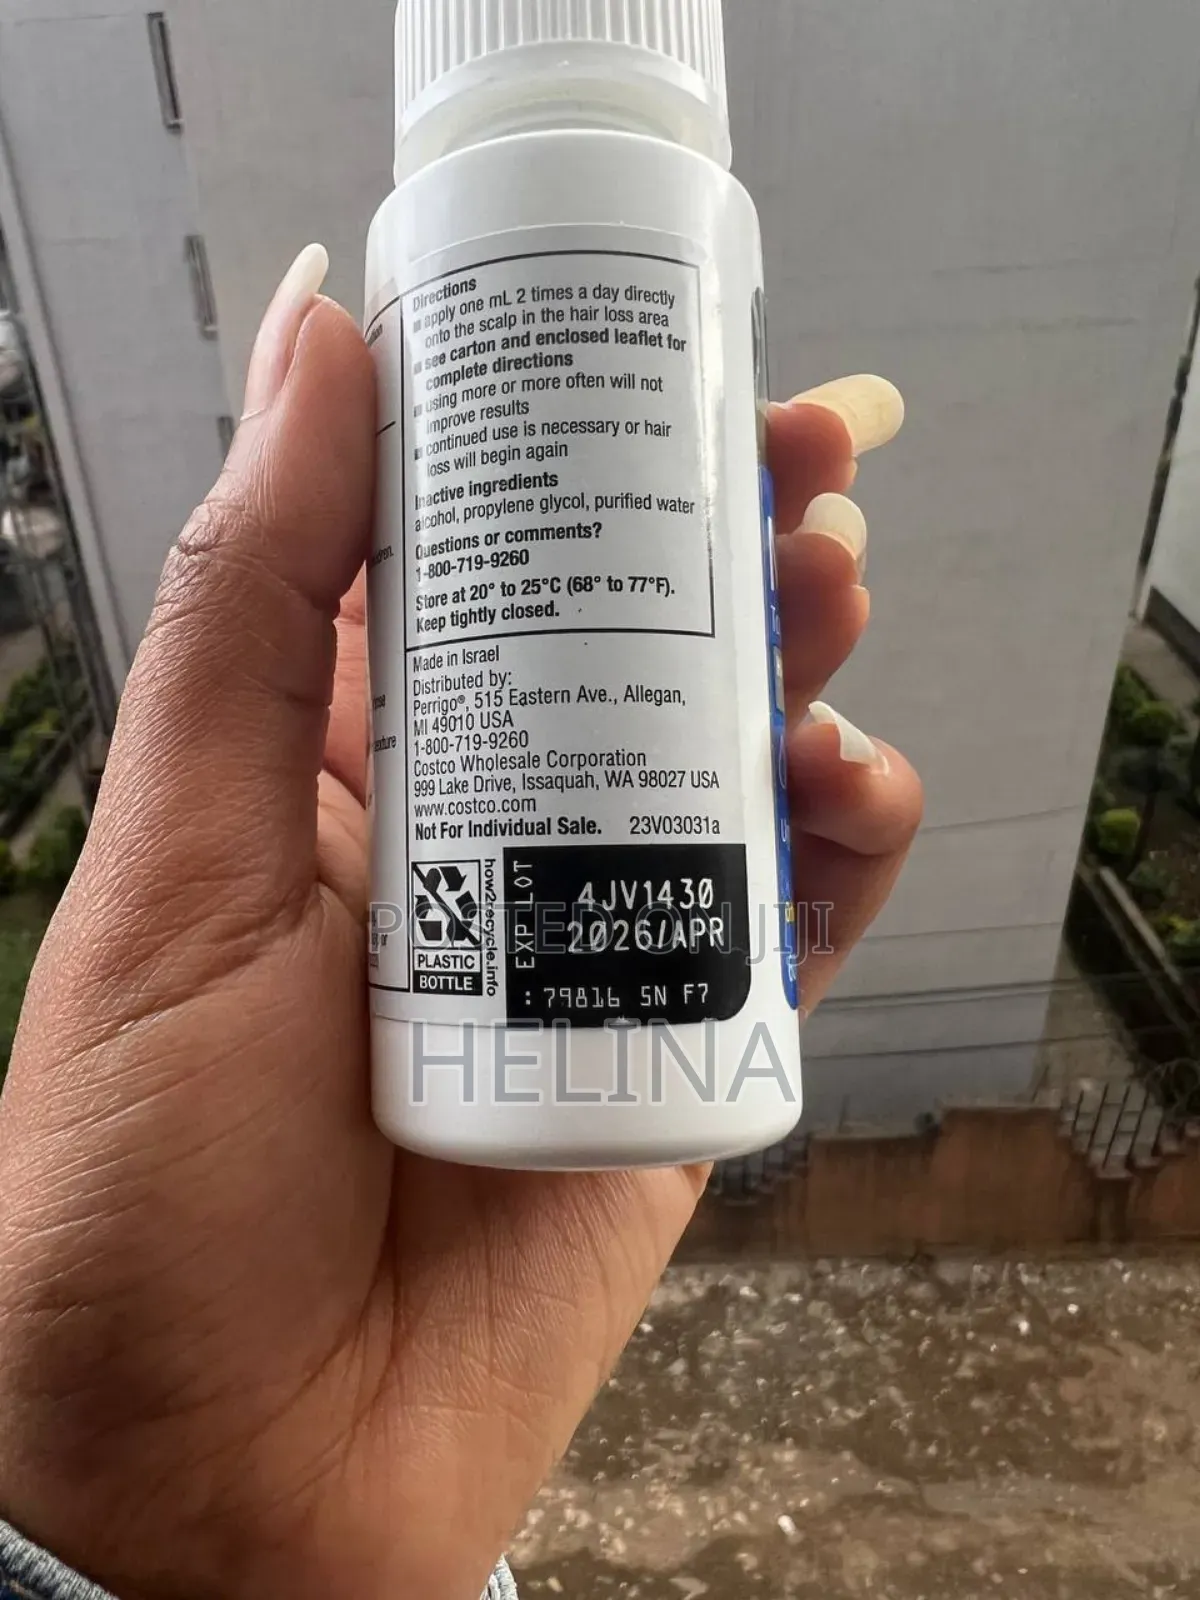 Directions
apply one mL 2 times a day directly
onto the scalp in the hair loss area
see carton and enclosed leaflet for
complete directions
using more or more often will not
improve results
continued use is necessary or hair
loss will begin again
Inactive ingredients
alcohol, propylene glycol, purified water
Questions or comments?
1-800-719-9260
Store at 20° to 25°C (68° to 77°F).
Keep tightly closed.
Made in Israel
Distributed by:
Perrigo®, 515 Eastern Ave., Allegan,
MI 49010 USA
1-800-719-9260
Costco Wholesale Corporation
999 Lake Drive, Issaquah, WA 98027 USA
www.costco.com
Not For Individual Sale. 23V03031a
PLASTIC
BOTTLE
how2recycle.info
LOT 4JV1430
EXP 2026/APR
: 79816 SN F7
POSTED ON JIJI
HELINA